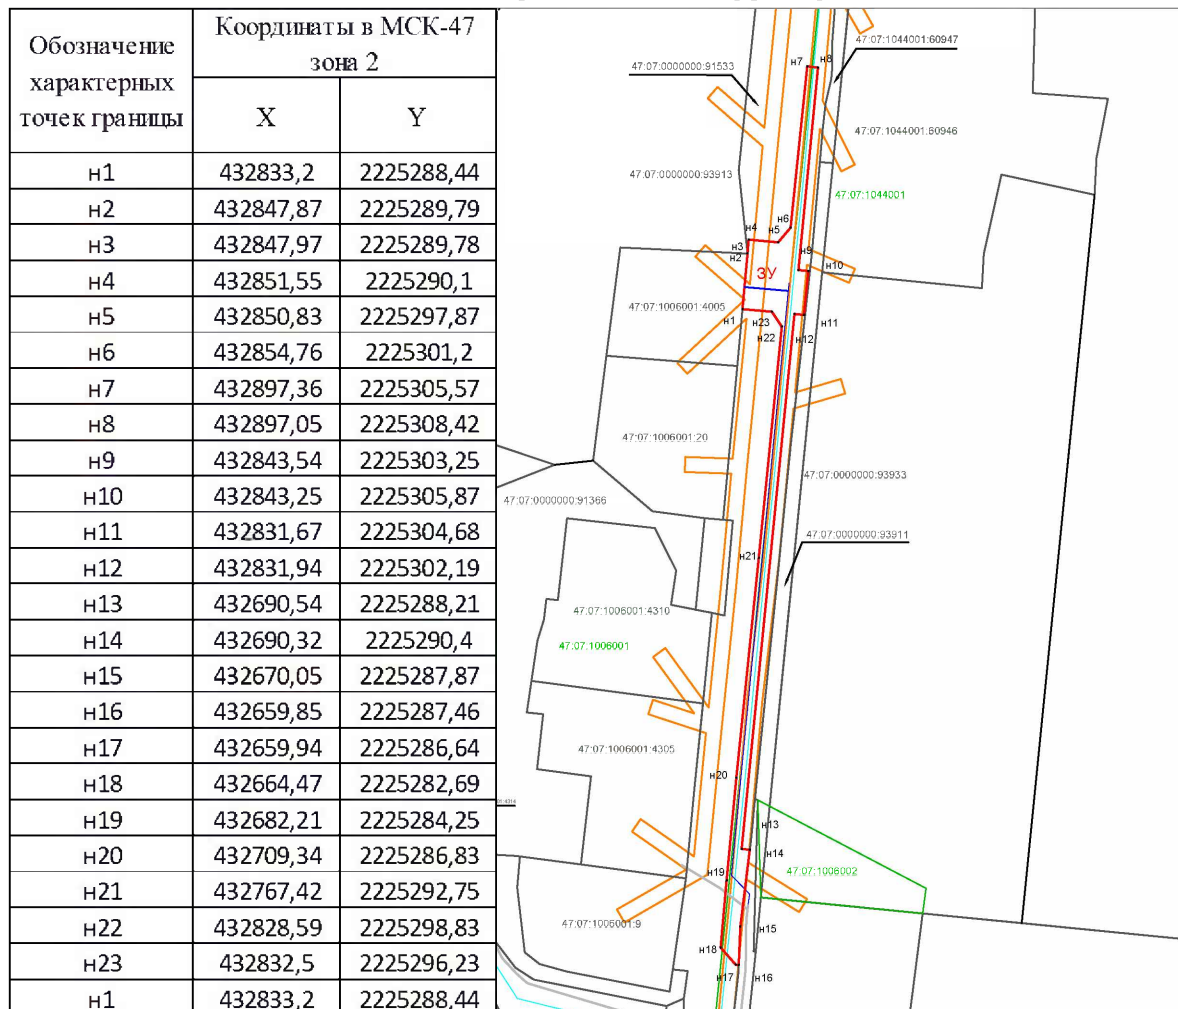 Обозначение характерных точек границы
Координаты в МСК-47 зона 2
X Y
н1 432833,2 2225288,44
н2 432847,87 2225289,79
н3 432847,97 2225289,78
н4 432851,55 2225290,1
н5 432850,83 2225297,87
н6 432854,76 2225301,2
н7 432897,36 2225305,57
н8 432897,05 2225308,42
н9 432843,54 2225303,25
н10 432843,25 2225305,87
н11 432831,67 2225304,68
н12 432831,94 2225302,19
н13 432690,54 2225288,21
н14 432690,32 2225290,4
н15 432670,05 2225287,87
н16 432659,85 2225287,46
н17 432659,94 2225286,64
н18 432664,47 2225282,69
н19 432682,21 2225284,25
н20 432709,34 2225286,83
н21 432767,42 2225292,75
н22 432828,59 2225298,83
н23 432832,5 2225296,23
н1 432833,2 2225288,44
47:07:1044001:60947
н7 н8
47:07:0000000:91533
47:07:1044001:60946
47:07:0000000:93913
47:07:1044001
н6
н4 н5
н3
н2
н9
н10
ЗУ
47:07:1006001:4005
н1 н23 н11
н22 н12
47:07:1006001:20
47:07:0000000:93933
47:07:0000000:91366
47:07:0000000:93911
н21
47:07:1006001:4310
47:07:1006001
47:07:1006001:4305
н20
н13
н14
н19
47:07:1006002
47:07:1006001:9
н15
н18
н17 н16